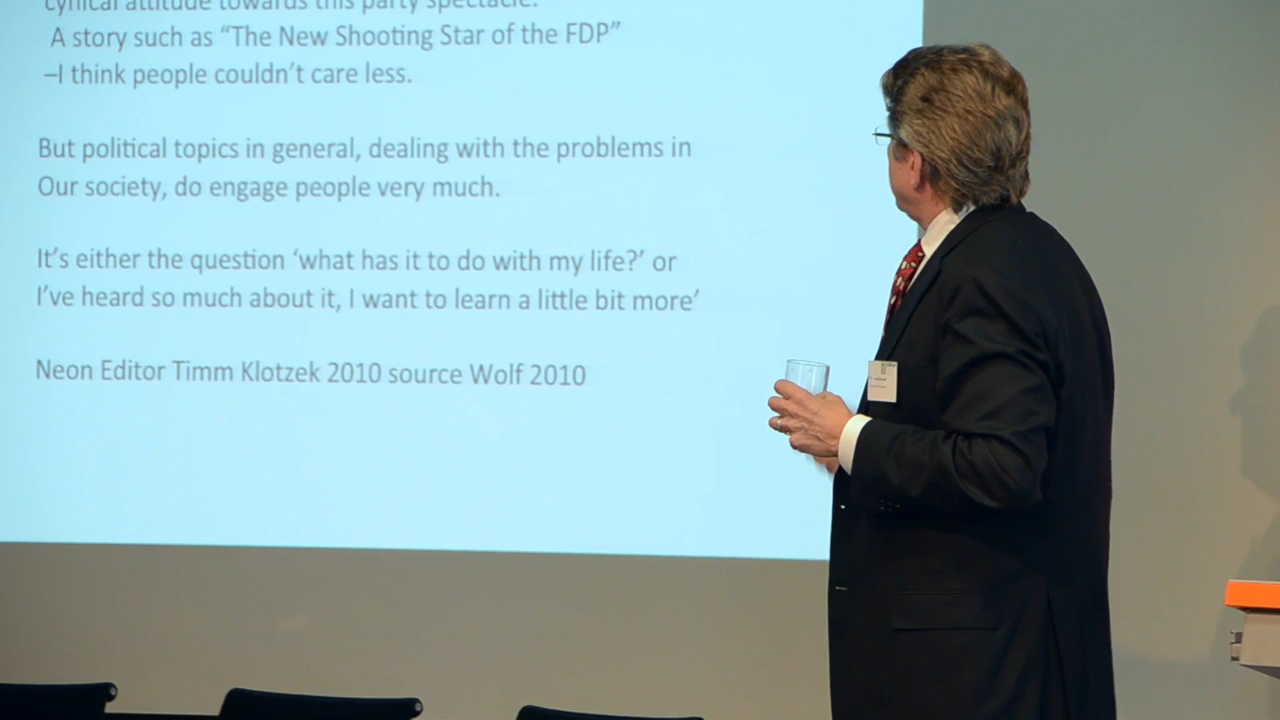 cynical attitude towards this party spectacle.
A story such as “The New Shooting Star of the FDP”
–I think people couldn’t care less.
But political topics in general, dealing with the problems in
Our society, do engage people very much.
It’s either the question ‘what has it to do with my life?’ or
I’ve heard so much about it, I want to learn a little bit more’
Neon Editor Timm Klotzek 2010 source Wolf 2010